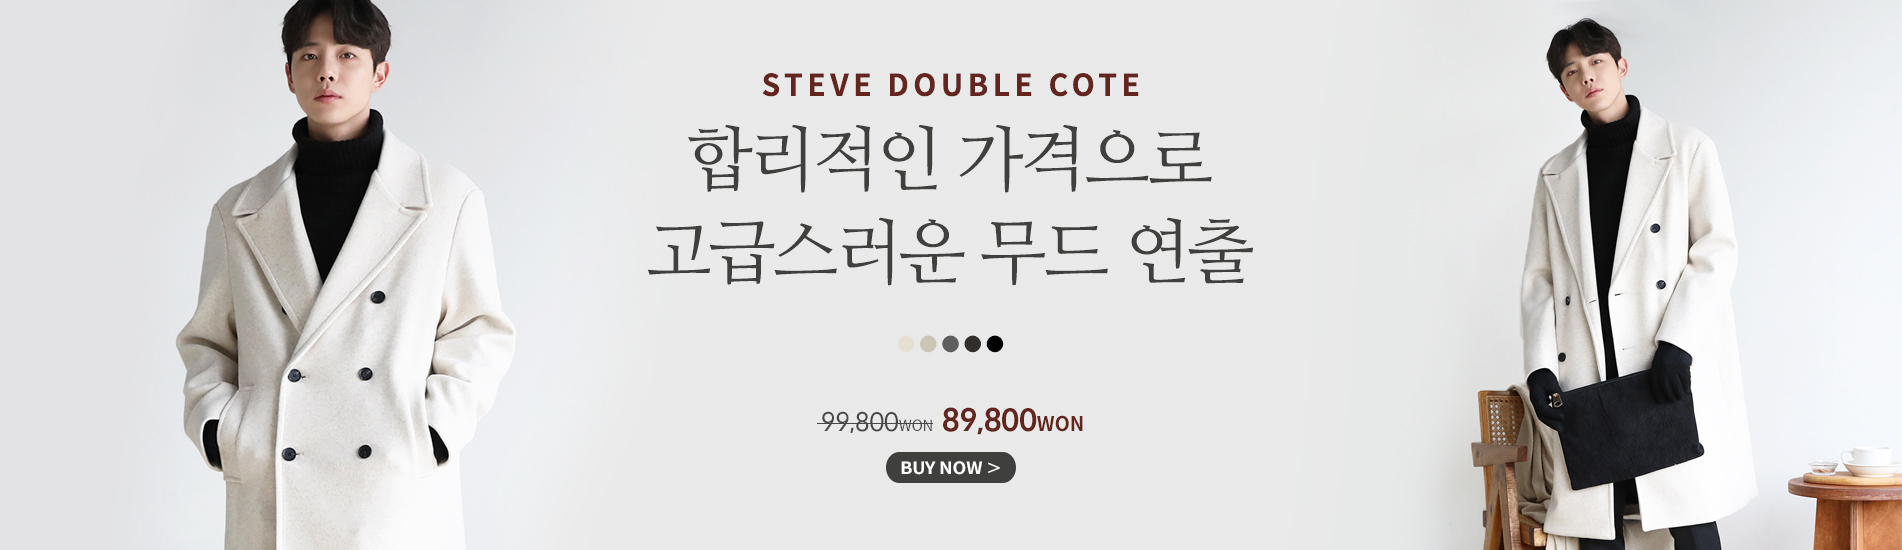 STEVE DOUBLE COTE
합리적인 가격으로
고급스러운 무드 연출
99,800WON 89,800WON
BUY NOW >